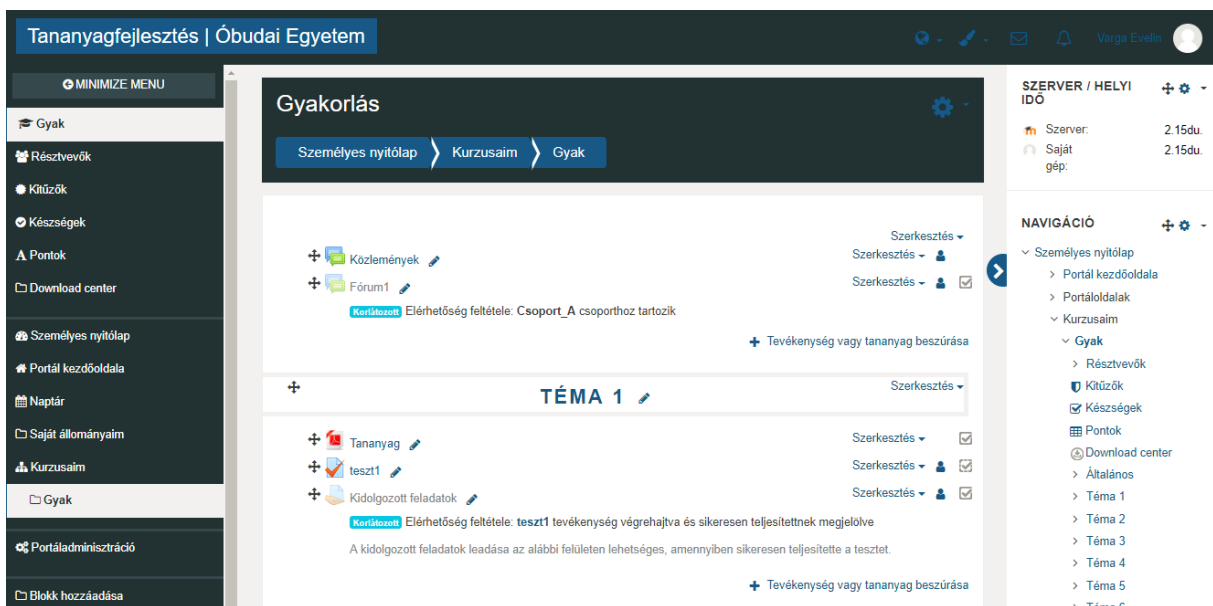 Tananyagfejlesztés | Óbudai Egyetem
Varga Evelin
MINIMIZE MENU
Gyak
Résztvevők
Kitűzők
Készségek
Pontok
Download center
Személyes nyitólap
Portál kezdőoldala
Naptár
Saját állományaim
Kurzusaim
Gyak
Portáladminisztráció
Blokk hozzáadása
Gyakorlás
Személyes nyitólap Kurzusaim Gyak
Szerkesztés
Közlemények Szerkesztés
Fórum1 Szerkesztés
Korlátozott Elérhetőség feltétele: Csoport_A csoporthoz tartozik
Tevékenység vagy tananyag beszúrása
TÉMA 1 Szerkesztés
Tananyag Szerkesztés
teszt1 Szerkesztés
Kidolgozott feladatok Szerkesztés
Korlátozott Elérhetőség feltétele: teszt1 tevékenység végrehajtva és sikeresen teljesítettnek megjelölve
A kidolgozott feladatok leadása az alábbi felületen lehetséges, amennyiben sikeresen teljesítette a tesztet.
Tevékenység vagy tananyag beszúrása
SZERVER / HELYI
IDŐ
Szerver: 2.15du.
Saját 2.15du.
gép:
NAVIGÁCIÓ
Személyes nyitólap
Portál kezdőoldala
Portáloldalak
Kurzusaim
Gyak
Résztvevők
Kitűzők
Készségek
Pontok
Download center
Általános
Téma 1
Téma 2
Téma 3
Téma 4
Téma 5